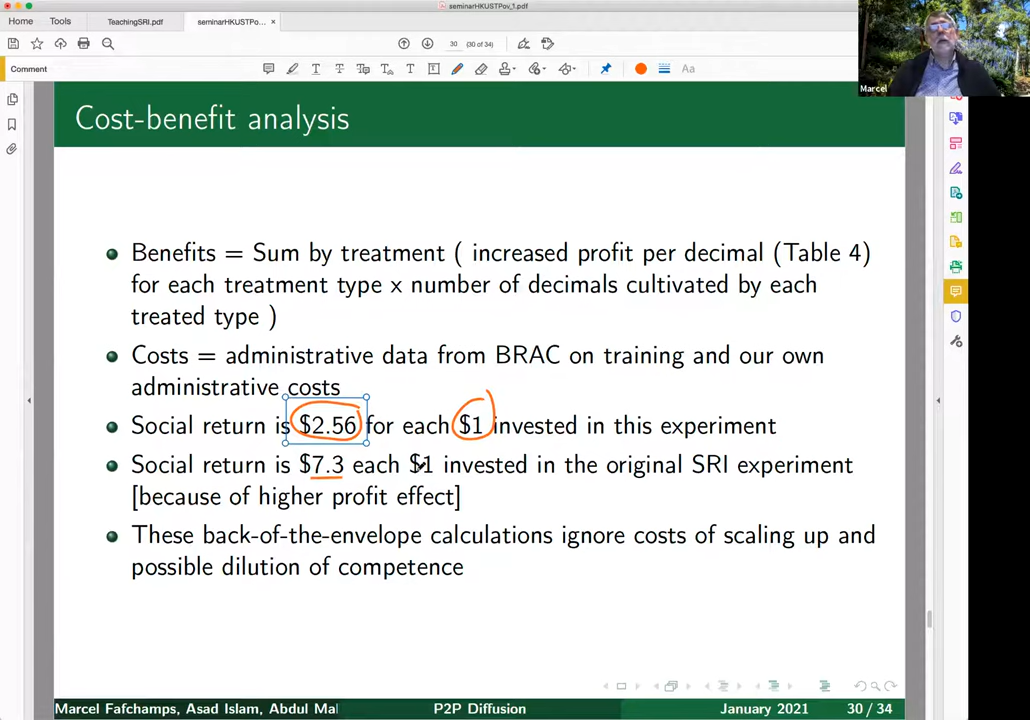 seminarHKUSTPov_1.pdf
Home Tools TeachingSRI.pdf seminarHKUSTPo... ×
30 (30 of 34)
Comment
Aa
Marcel
Cost-benefit analysis
Benefits = Sum by treatment ( increased profit per decimal (Table 4)
for each treatment type x number of decimals cultivated by each
treated type )
Costs = administrative data from BRAC on training and our own
administrative costs
Social return is $2.56 for each $1 invested in this experiment
Social return is $7.3 each $1 invested in the original SRI experiment
[because of higher profit effect]
These back-of-the-envelope calculations ignore costs of scaling up and
possible dilution of competence
Marcel Fafchamps, Asad Islam, Abdul Mal P2P Diffusion January 2021 30 / 34